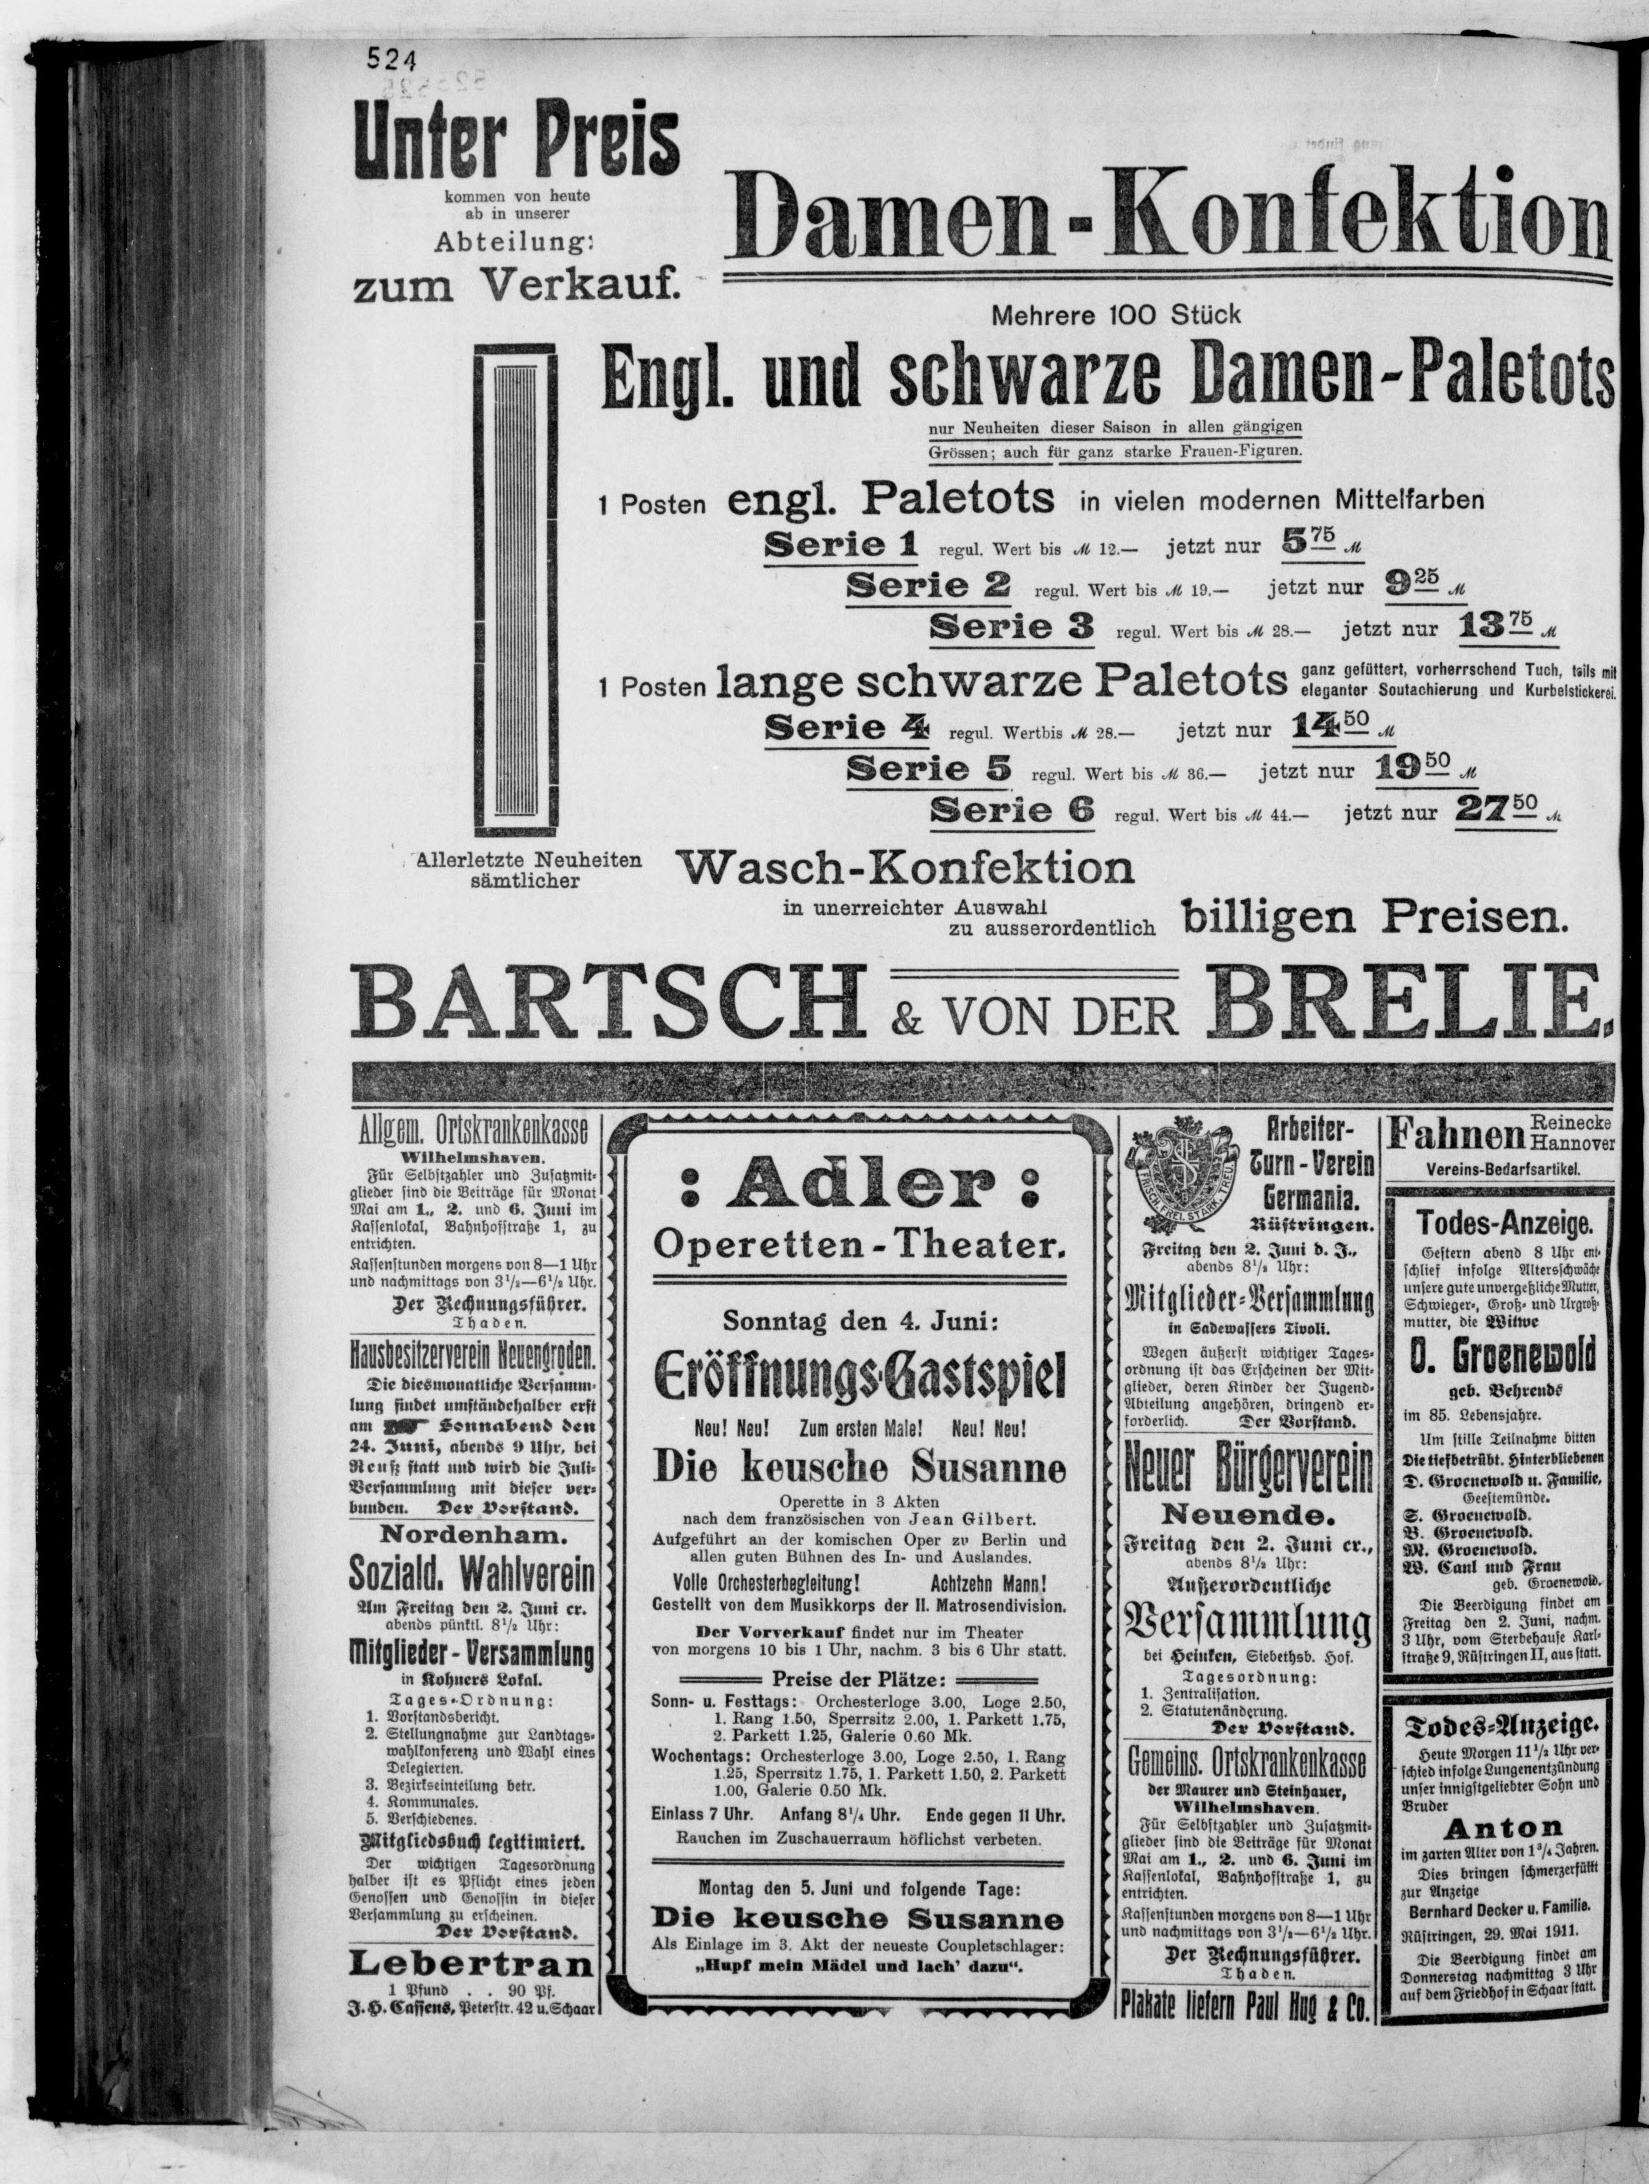 524
Unter Preis
kommen von heute
ab in unserer
Abteilung:
zum Verkauf.
Damen-Konfektion
Mehrere 100 Stück
Engl. und schwarze Damen-Paletots
nur Neuheiten dieser Saison in allen gängigen
Grössen; auch für ganz starke Frauen-Figuren.
1 Posten engl. Paletots in vielen modernen Mittelfarben
Serie 1 regul. Wert bis ℳ 12.— jetzt nur 5 75 ℳ
Serie 2 regul. Wert bis ℳ 19.— jetzt nur 9 25 ℳ
Serie 3 regul. Wert bis ℳ 28.— jetzt nur 13 75 ℳ
1 Posten lange schwarze Paletots ganz gefüttert, vorherrschend Tuch, teils mit
eleganter Soutachierung und Kurbelstickerei.
Serie 4 regul. Wertbis ℳ 28.— jetzt nur 14 50 ℳ
Serie 5 regul. Wert bis ℳ 36.— jetzt nur 19 50 ℳ
Serie 6 regul. Wert bis ℳ 44.— jetzt nur 27 50 ℳ
Allerletzte Neuheiten
sämtlicher
Wasch-Konfektion
in unerreichter Auswahl
zu ausserordentlich billigen Preisen.
BARTSCH & VON DER BRELIE.
Allgem. Ortskrankenkasse
Wilhelmshaven.
Für Selbstzahler und Zusatzmit-
glieder sind die Beiträge für Monat
Mai am 1., 2. und 6. Juni im
Kassenlokal, Bahnhofstraße 1, zu
entrichten.
Kassenstunden morgens von 8—1 Uhr
und nachmittags von 3½—6½ Uhr.
Der Rechnungsführer.
Thaden.
Hausbesitzerverein Neuengroden.
Die diesmonatliche Versamm-
lung findet umständehalber erst
am Sonnabend den
24. Juni, abends 9 Uhr, bei
Reuß statt und wird die Juli-
Versammlung mit dieser ver-
bunden. Der Vorstand.
Nordenham.
Soziald. Wahlverein
Am Freitag den 2. Juni cr.
abends pünktl. 8½ Uhr:
Mitglieder-Versammlung
in Kohners Lokal.
Tages-Ordnung:
1. Vorstandsbericht.
2. Stellungnahme zur Landtags-
wahlkonferenz und Wahl eines
Delegierten.
3. Bezirkseinteilung betr.
4. Kommunales.
5. Verschiedenes.
Mitgliedsbuch legitimiert.
Der wichtigen Tagesordnung
halber ist es Pflicht eines jeden
Genossen und Genossin in dieser
Versammlung zu erscheinen.
Der Vorstand.
Lebertran
1 Pfund . . 90 Pf.
J. H. Cassens, Peterstr. 42 u. Schaar
: Adler :
Operetten-Theater.
Sonntag den 4. Juni:
Eröffnungs-Gastspiel
Neu! Neu! Zum ersten Male! Neu! Neu!
Die keusche Susanne
Operette in 3 Akten
nach dem französischen von Jean Gilbert.
Aufgeführt an der komischen Oper zu Berlin und
allen guten Bühnen des In- und Auslandes.
Volle Orchesterbegleitung! Achtzehn Mann!
Gestellt von dem Musikkorps der II. Matrosendivision.
Der Vorverkauf findet nur im Theater
von morgens 10 bis 1 Uhr, nachm. 3 bis 6 Uhr statt.
Preise der Plätze:
Sonn- u. Festtags: Orchesterloge 3.00, Loge 2.50,
1. Rang 1.50, Sperrsitz 2.00, 1. Parkett 1.75,
2. Parkett 1.25, Galerie 0.60 Mk.
Wochentags: Orchesterloge 3.00, Loge 2.50, 1. Rang
1.25, Sperrsitz 1.75, 1. Parkett 1.50, 2. Parkett
1.00, Galerie 0.50 Mk.
Einlass 7 Uhr. Anfang 8¼ Uhr. Ende gegen 11 Uhr.
Rauchen im Zuschauerraum höflichst verbeten.
Montag den 5. Juni und folgende Tage:
Die keusche Susanne
Als Einlage im 3. Akt der neueste Coupletschlager:
„Hupf mein Mädel und lach' dazu“.
FRISCH. FREI. STARK. TREU.
Arbeiter-
Turn-Verein
Germania.
Rüstringen.
Freitag den 2. Juni d. J.,
abends 8½ Uhr:
Mitglieder-Versammlung
in Sadewassers Tivoli.
Wegen äußerst wichtiger Tages-
ordnung ist das Erscheinen der Mit-
glieder, deren Kinder der Jugend-
Abteilung angehören, dringend er-
forderlich. Der Vorstand.
Neuer Bürgerverein
Neuende.
Freitag den 2. Juni cr.,
abends 8½ Uhr:
Außerordentliche
Versammlung
bei Heinken, Siebethsb. Hof.
Tagesordnung:
1. Zentralisation.
2. Statutenänderung.
Der Vorstand.
Gemeins. Ortskrankenkasse
der Maurer und Steinhauer,
Wilhelmshaven.
Für Selbstzahler und Zusatzmit-
glieder sind die Beiträge für Monat
Mai am 1., 2. und 6. Juni im
Kassenlokal, Bahnhofstraße 1, zu
entrichten.
Kassenstunden morgens von 8—1 Uhr
und nachmittags von 3½—6½ Uhr.
Der Rechnungsführer.
Thaden.
Plakate liefern Paul Hug & Co.
Fahnen Reinecke
Hannover
Vereins-Bedarfsartikel.
Todes-Anzeige.
Gestern abend 8 Uhr ent-
schlief infolge Altersschwäche
unsere gute unvergeßliche Mutter,
Schwieger-, Groß- und Urgroß-
mutter, die Witwe
O. Groenewold
geb. Behrends
im 85. Lebensjahre.
Um stille Teilnahme bitten
Die tiefbetrübt. Hinterbliebenen
D. Groenewold u. Familie,
Geestemünde.
S. Groenewold.
B. Groenewold.
M. Groenewold.
W. Caul und Frau
geb. Groenewold.
Die Beerdigung findet am
Freitag den 2. Juni, nachm.
3 Uhr, vom Sterbehause Karl-
straße 9, Rüstringen II, aus statt.
Todes-Anzeige.
Heute Morgen 11½ Uhr ver-
schied infolge Lungenentzündung
unser innigstgeliebter Sohn und
Bruder
Anton
im zarten Alter von 1¾ Jahren.
Dies bringen schmerzerfüllt
zur Anzeige
Bernhard Decker u. Familie.
Rüstringen, 29. Mai 1911.
Die Beerdigung findet am
Donnerstag nachmittag 3 Uhr
auf dem Friedhof in Schaar statt.